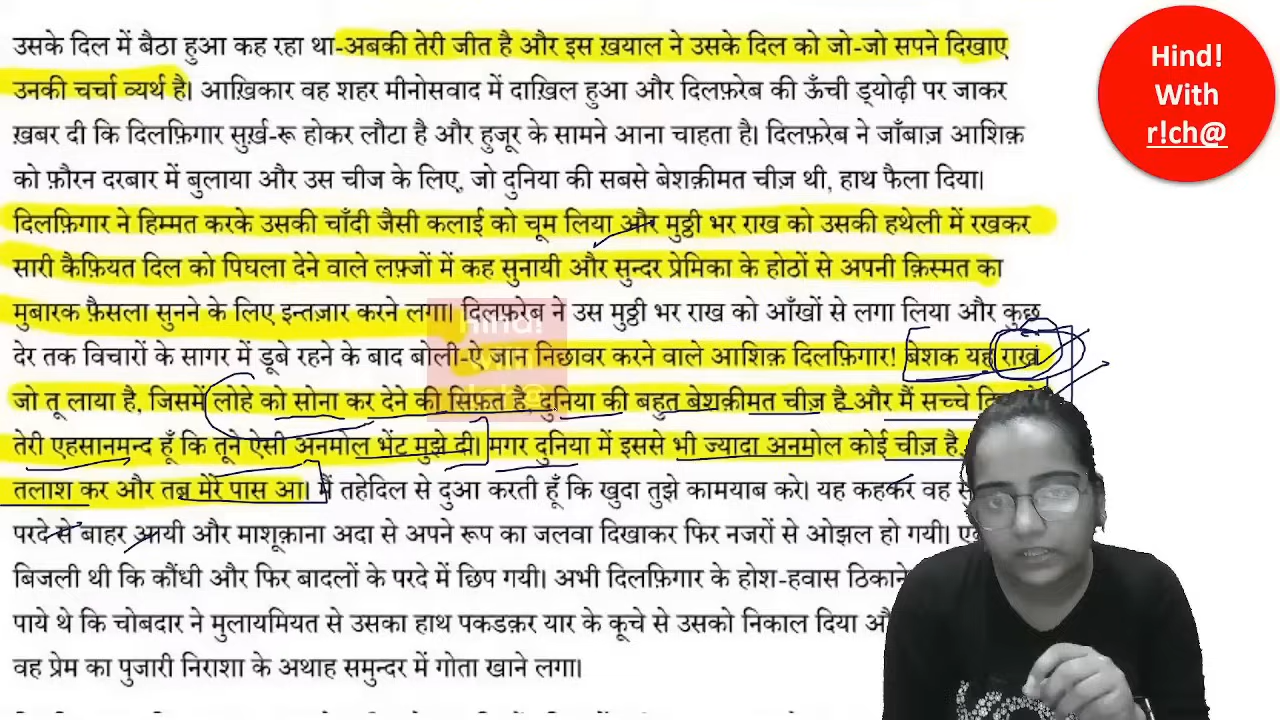 उसके दिल में बैठा हुआ कह रहा था-अबकी तेरी जीत है और इस ख़याल ने उसके दिल को जो-जो सपने दिखाए
उनकी चर्चा व्यर्थ है। आख़िकार वह शहर मीनोसवाद में दाख़िल हुआ और दिलफ़रेब की ऊँची ड्योढ़ी पर जाकर
ख़बर दी कि दिलफ़िगार सुर्ख़-रू होकर लौटा है और हुजूर के सामने आना चाहता है। दिलफ़रेब ने जाँबाज़ आशिक़
को फ़ौरन दरबार में बुलाया और उस चीज के लिए, जो दुनिया की सबसे बेशक़ीमत चीज़ थी, हाथ फैला दिया।
दिलफ़िगार ने हिम्मत करके उसकी चाँदी जैसी कलाई को चूम लिया और मुठ्ठी भर राख को उसकी हथेली में रखकर
सारी कैफ़ियत दिल को पिघला देने वाले लफ़्जों में कह सुनायी और सुन्दर प्रेमिका के होठों से अपनी क़िस्मत का
मुबारक फ़ैसला सुनने के लिए इन्तज़ार करने लगा। दिलफ़रेब ने उस मुठ्ठी भर राख को आँखों से लगा लिया और कुछ
देर तक विचारों के सागर में डूबे रहने के बाद बोली-ऐ जान निछावर करने वाले आशिक़ दिलफ़िगार! बेशक यह राख
जो तू लाया है, जिसमें लोहे को सोना कर देने की सिफ़त है, दुनिया की बहुत बेशक़ीमत चीज़ है और मैं सच्चे
तेरी एहसानमन्द हूँ कि तूने ऐसी अनमोल भेंट मुझे दी। मगर दुनिया में इससे भी ज्यादा अनमोल कोई चीज़ है,
तलाश कर और तब मेरे पास आ। मैं तहेदिल से दुआ करती हूँ कि खुदा तुझे कामयाब करे। यह कहकर वह
परदे से बाहर आयी और माशूक़ाना अदा से अपने रूप का जलवा दिखाकर फिर नजरों से ओझल हो गयी।
बिजली थी कि कौंधी और फिर बादलों के परदे में छिप गयी। अभी दिलफ़िगार के होश-हवास ठिकाने
पाये थे कि चोबदार ने मुलायमियत से उसका हाथ पकडक़र यार के कूचे से उसको निकाल दिया
वह प्रेम का पुजारी निराशा के अथाह समुन्दर में गोता खाने लगा।
Hind!
With
r!ch@